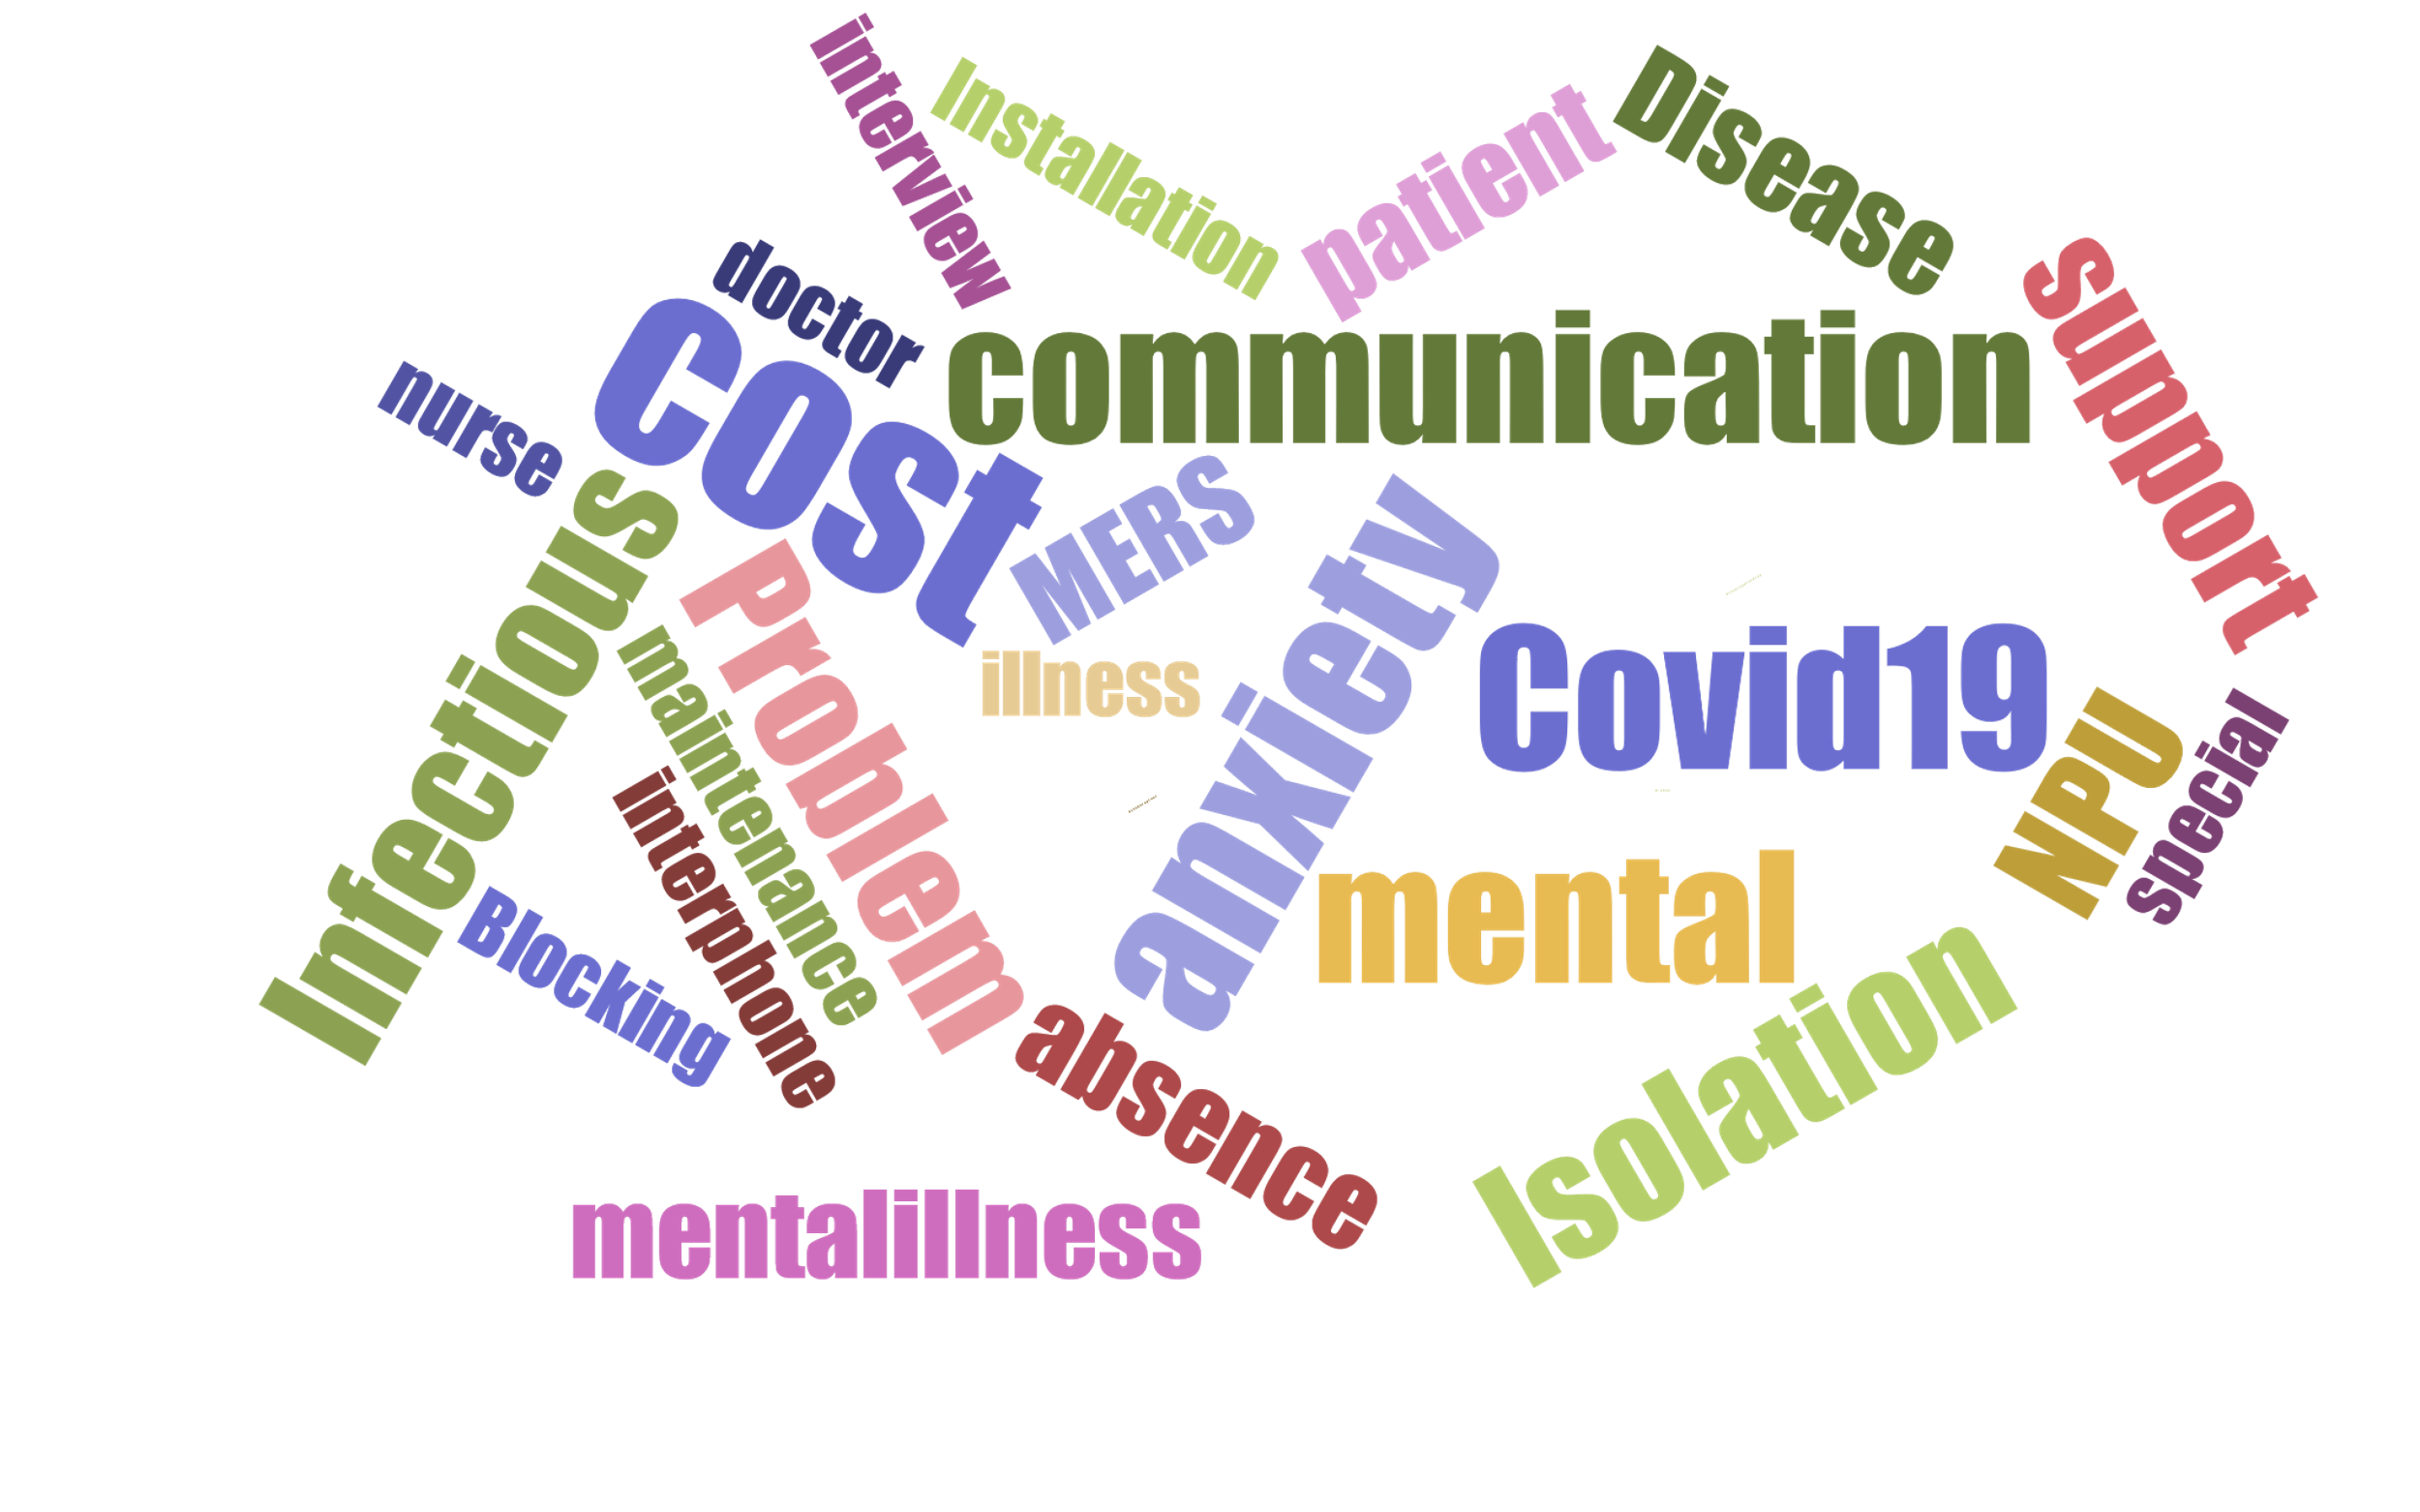 interview
Installation
patient
Disease
doctor
support
cost
communication
nurse
MERS
Infectious
anxiety
Problem
Covid19
maintenance
illness
NPU
special
interphone
mental
Blocking
absence
Isolation
mentalillness